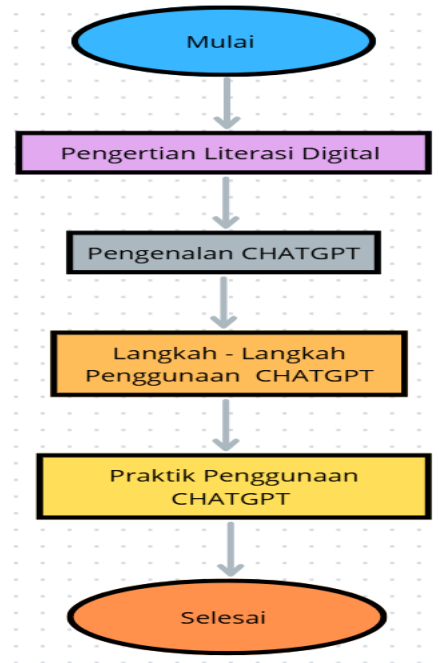 Mulai
Pengertian Literasi Digital
Pengenalan CHATGPT
Langkah - Langkah
Penggunaan CHATGPT
Praktik Penggunaan
CHATGPT
Selesai